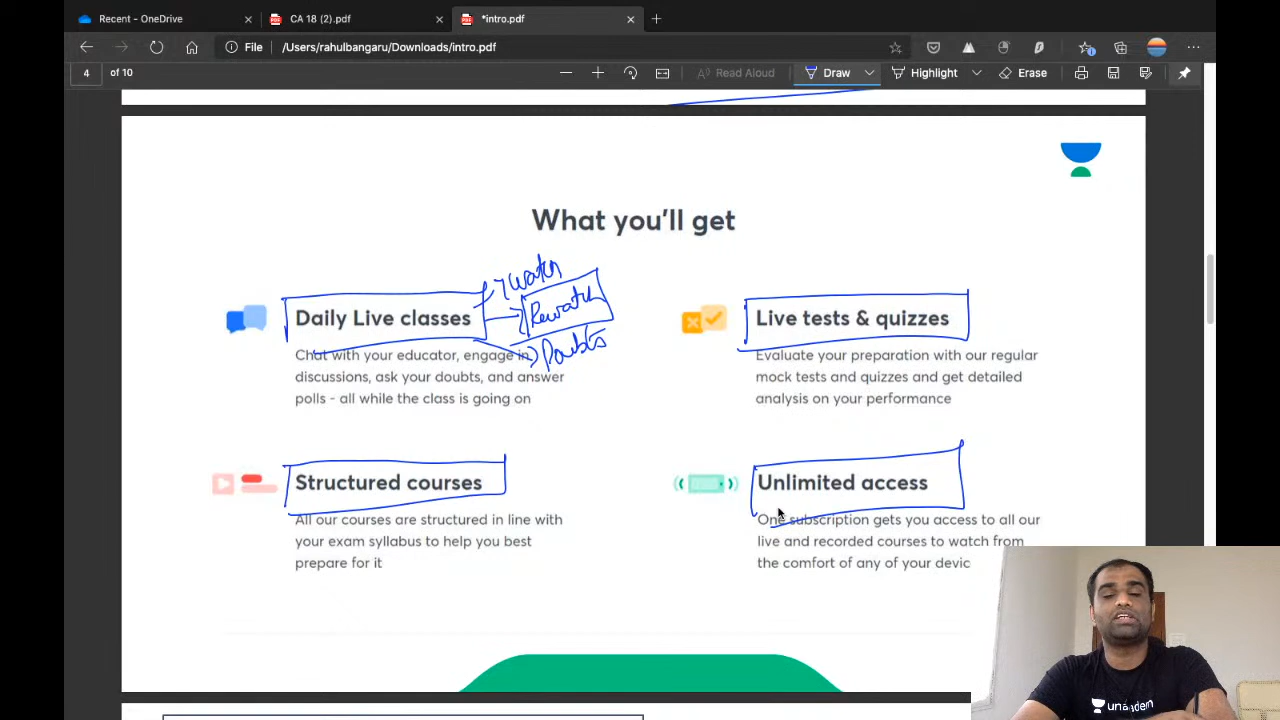 Recent - OneDrive
CA 18 (2).pdf
*intro.pdf
File
/Users/rahulbangaru/Downloads/intro.pdf
4 of 10
Read Aloud
Draw
Highlight
Erase
What you'll get
watch
Rewatch
Doubts
Daily Live classes
Chat with your educator, engage in
discussions, ask your doubts, and answer
polls - all while the class is going on
Live tests & quizzes
Evaluate your preparation with our regular
mock tests and quizzes and get detailed
analysis on your performance
Structured courses
All our courses are structured in line with
your exam syllabus to help you best
prepare for it
Unlimited access
One subscription gets you access to all our
live and recorded courses to watch from
the comfort of any of your devic